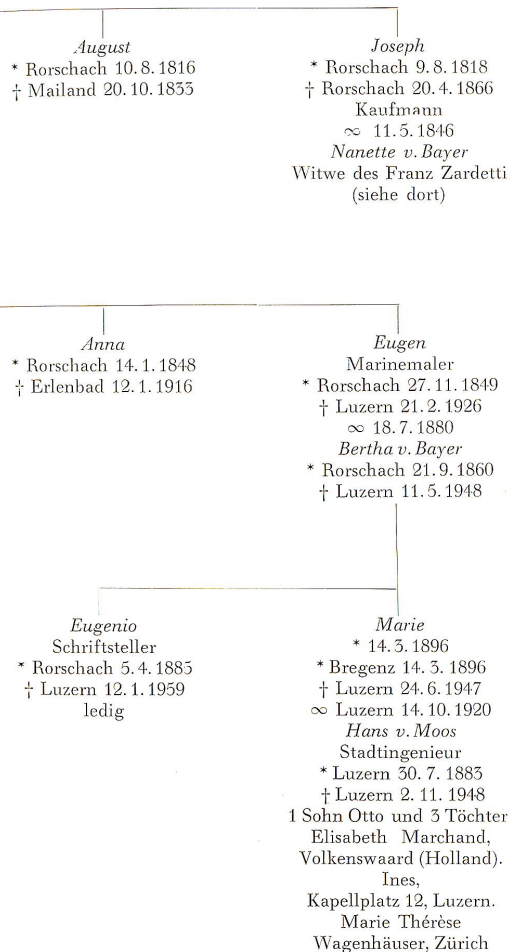 August
* Rorschach 10. 8. 1816
† Mailand 20. 10. 1833
Joseph
* Rorschach 9. 8. 1818
† Rorschach 20. 4. 1866
Kaufmann
∞ 11. 5. 1846
Nanette v. Bayer
Witwe des Franz Zardetti
(siehe dort)
Anna
* Rorschach 14. 1. 1848
† Erlenbad 12. 1. 1916
Eugen
Marinemaler
* Rorschach 27. 11. 1849
† Luzern 21. 2. 1926
∞ 18. 7. 1880
Bertha v. Bayer
* Rorschach 21. 9. 1860
† Luzern 11. 5. 1948
Eugenio
Schriftsteller
* Rorschach 5. 4. 1883
† Luzern 12. 1. 1959
ledig
Marie
* 14. 3. 1896
* Bregenz 14. 3. 1896
† Luzern 24. 6. 1947
∞ Luzern 14. 10. 1920
Hans v. Moos
Stadtingenieur
* Luzern 30. 7. 1883
† Luzern 2. 11. 1948
1 Sohn Otto und 3 Töchter
Elisabeth Marchand,
Volkenswaard (Holland).
Ines,
Kapellplatz 12, Luzern.
Marie Thérèse
Wagenhäuser, Zürich